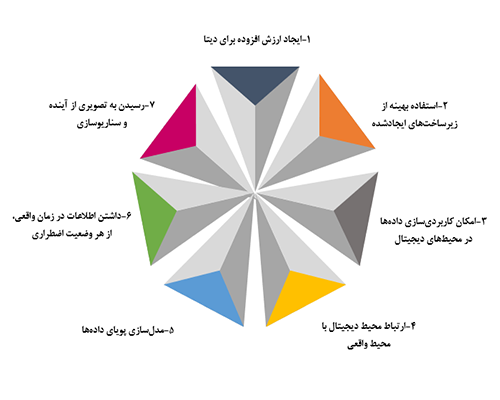 ۱-ایجاد ارزش افزوده برای دیتا
۲-استفاده بهینه از
زیرساخت‌های ایجادشده
۳-امکان کاربردی‌سازی داده‌ها
در محیط‌های دیجیتال
۴-ارتباط محیط دیجیتال با
محیط واقعی
۵-مدل‌سازی پویای داده‌ها
۶-داشتن اطلاعات در زمان واقعی،
از هر وضعیت اضطراری
۷-رسیدن به تصویری از آینده
و سناریوسازی